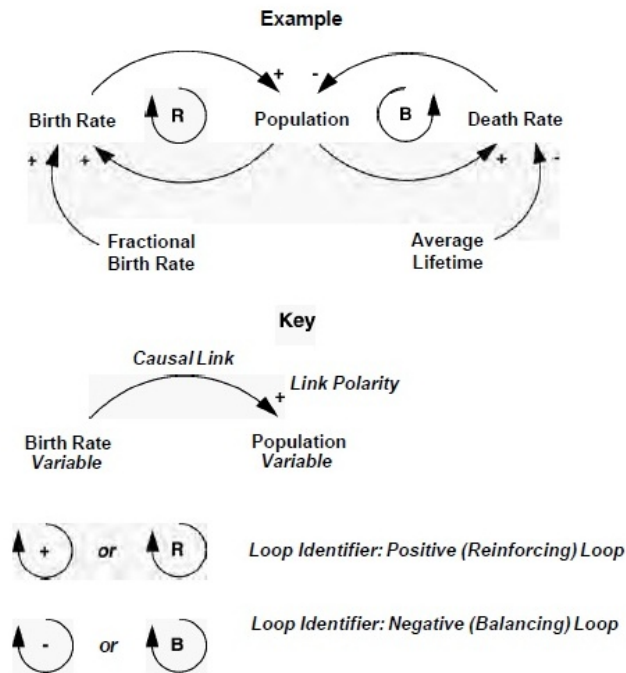 Example
+ -
Birth Rate R Population B Death Rate
+ + + -
Fractional
Birth Rate
Average
Lifetime
Key
Causal Link
+ Link Polarity
Birth Rate
Variable
Population
Variable
+ or R Loop Identifier: Positive (Reinforcing) Loop
- or B Loop Identifier: Negative (Balancing) Loop